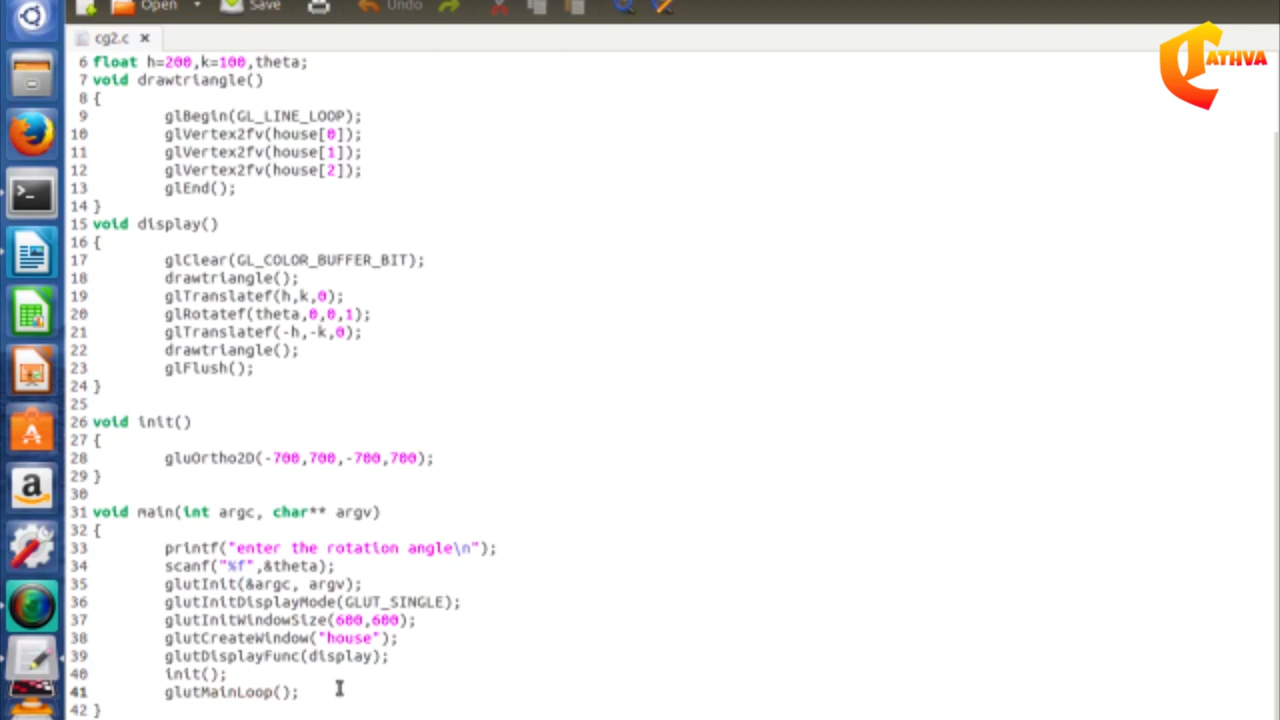 Open Save Undo
cg2.c x
6 float h=200,k=100,theta;
7 void drawtriangle()
8 {
9 glBegin(GL_LINE_LOOP);
10 glVertex2fv(house[0]);
11 glVertex2fv(house[1]);
12 glVertex2fv(house[2]);
13 glEnd();
14 }
15 void display()
16 {
17 glClear(GL_COLOR_BUFFER_BIT);
18 drawtriangle();
19 glTranslatef(h,k,0);
20 glRotatef(theta,0,0,1);
21 glTranslatef(-h,-k,0);
22 drawtriangle();
23 glFlush();
24 }
25
26 void init()
27 {
28 gluOrtho2D(-700,700,-700,700);
29 }
30
31 void main(int argc, char** argv)
32 {
33 printf("enter the rotation angle\n");
34 scanf("%f",&theta);
35 glutInit(&argc, argv);
36 glutInitDisplayMode(GLUT_SINGLE);
37 glutInitWindowSize(600,600);
38 glutCreateWindow("house");
39 glutDisplayFunc(display);
40 init();
41 glutMainLoop();
42 }
TATHVA